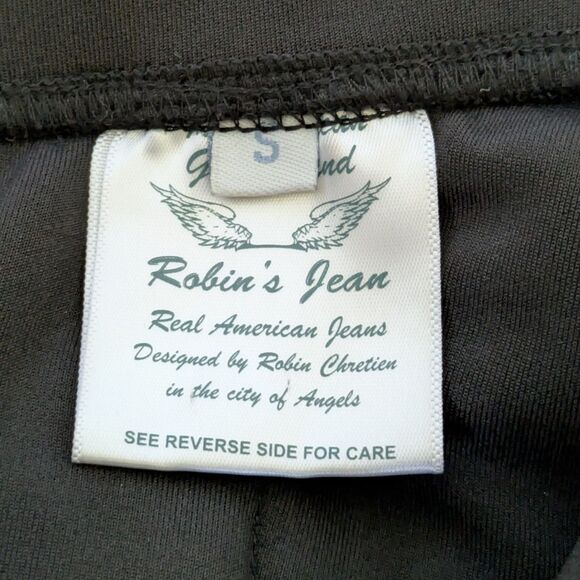 S
Robin's Jean
Real American Jeans
Designed by Robin Chretien
in the city of Angels
SEE REVERSE SIDE FOR CARE